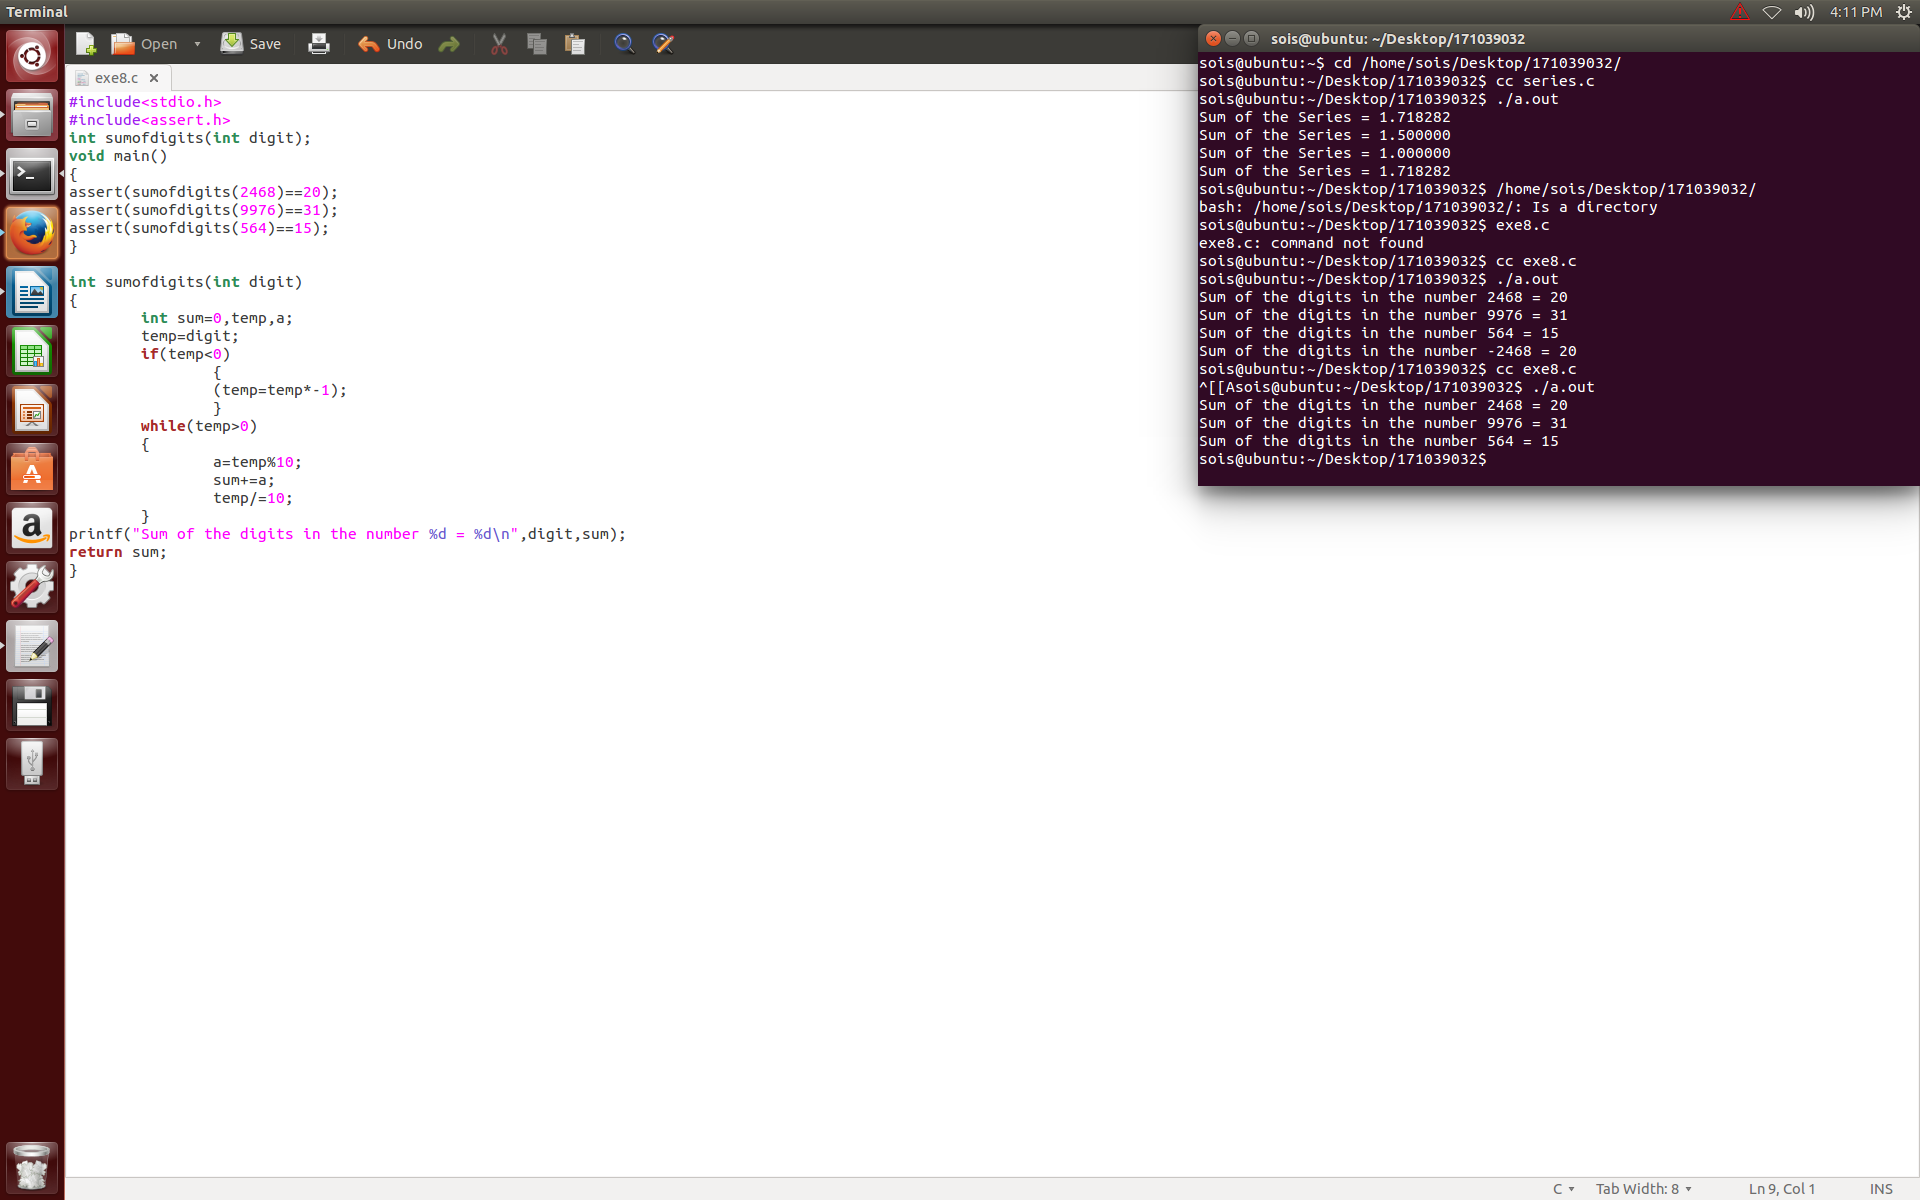 Terminal
4:11 PM
Open
Save
Undo
exe8.c
#include<stdio.h>
#include<assert.h>
int sumofdigits(int digit);
void main()
{
assert(sumofdigits(2468)==20);
assert(sumofdigits(9976)==31);
assert(sumofdigits(564)==15);
}
int sumofdigits(int digit)
{
int sum=0,temp,a;
temp=digit;
if(temp<0)
{
(temp=temp*-1);
}
while(temp>0)
{
a=temp%10;
sum+=a;
temp/=10;
}
printf("Sum of the digits in the number %d = %d\n",digit,sum);
return sum;
}
sois@ubuntu: ~/Desktop/171039032
sois@ubuntu:~$ cd /home/sois/Desktop/171039032/
sois@ubuntu:~/Desktop/171039032$ cc series.c
sois@ubuntu:~/Desktop/171039032$ ./a.out
Sum of the Series = 1.718282
Sum of the Series = 1.500000
Sum of the Series = 1.000000
Sum of the Series = 1.718282
sois@ubuntu:~/Desktop/171039032$ /home/sois/Desktop/171039032/
bash: /home/sois/Desktop/171039032/: Is a directory
sois@ubuntu:~/Desktop/171039032$ exe8.c
exe8.c: command not found
sois@ubuntu:~/Desktop/171039032$ cc exe8.c
sois@ubuntu:~/Desktop/171039032$ ./a.out
Sum of the digits in the number 2468 = 20
Sum of the digits in the number 9976 = 31
Sum of the digits in the number 564 = 15
Sum of the digits in the number -2468 = 20
sois@ubuntu:~/Desktop/171039032$ cc exe8.c
^[[Asois@ubuntu:~/Desktop/171039032$ ./a.out
Sum of the digits in the number 2468 = 20
Sum of the digits in the number 9976 = 31
Sum of the digits in the number 564 = 15
sois@ubuntu:~/Desktop/171039032$
C
Tab Width: 8
Ln 9, Col 1
INS